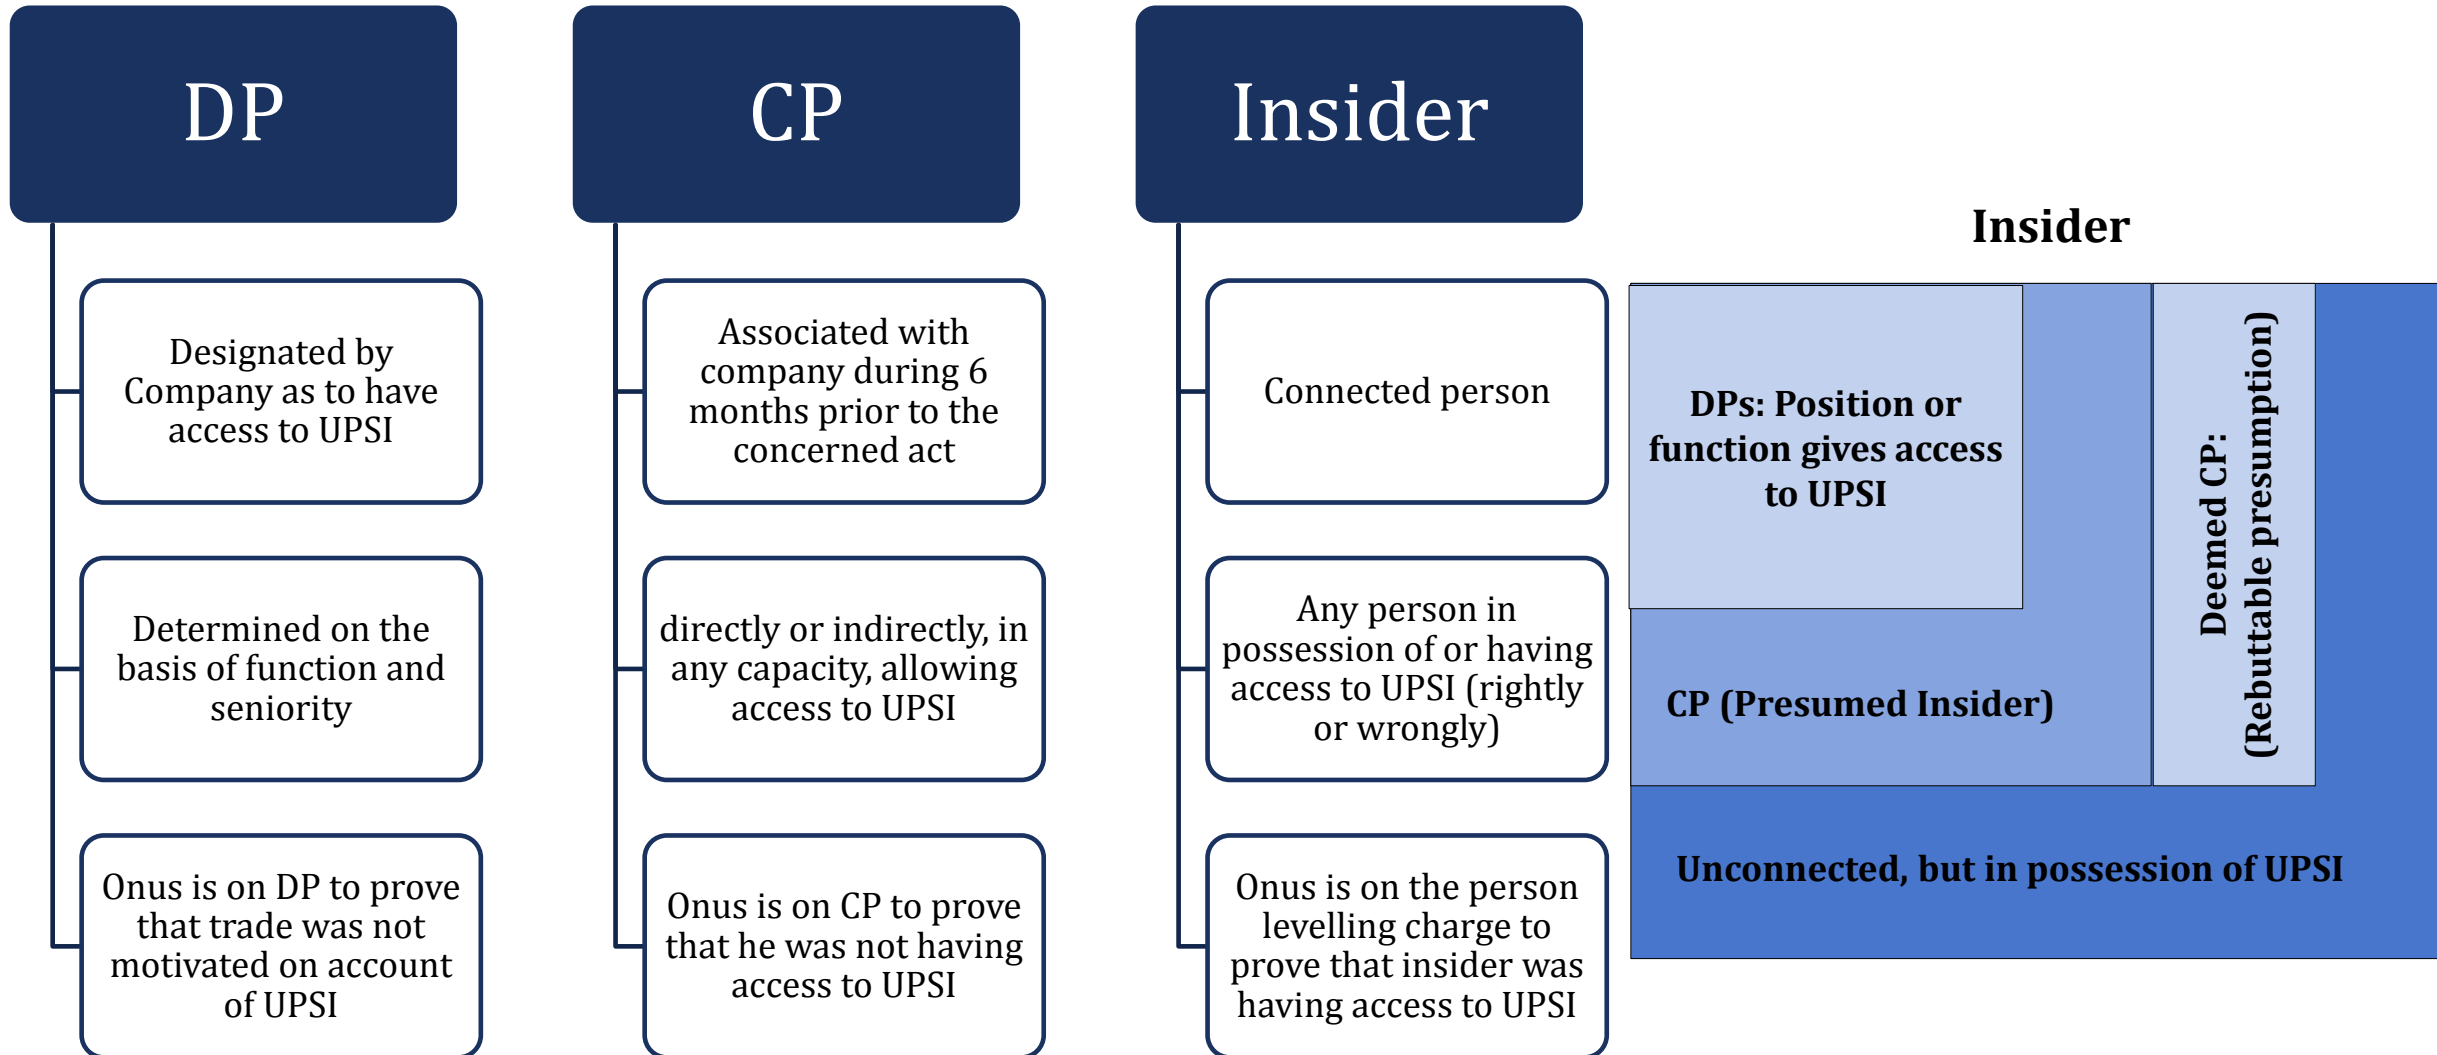 DP
Designated by
Company as to have
access to UPSI
Determined on the
basis of function and
seniority
Onus is on DP to prove
that trade was not
motivated on account
of UPSI
CP
Associated with
company during 6
months prior to the
concerned act
directly or indirectly, in
any capacity, allowing
access to UPSI
Onus is on CP to prove
that he was not having
access to UPSI
Insider
Connected person
Any person in
possession of or having
access to UPSI (rightly
or wrongly)
Onus is on the person
levelling charge to
prove that insider was
having access to UPSI
Insider
DPs: Position or
function gives access
to UPSI
CP (Presumed Insider)
Deemed CP:
(Rebuttable presumption)
Unconnected, but in possession of UPSI